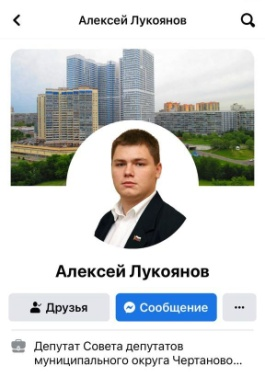 Алексей Лукоянов
Алексей Лукоянов
Друзья
Сообщение
Депутат Совета депутатов
муниципального округа Чертаново...